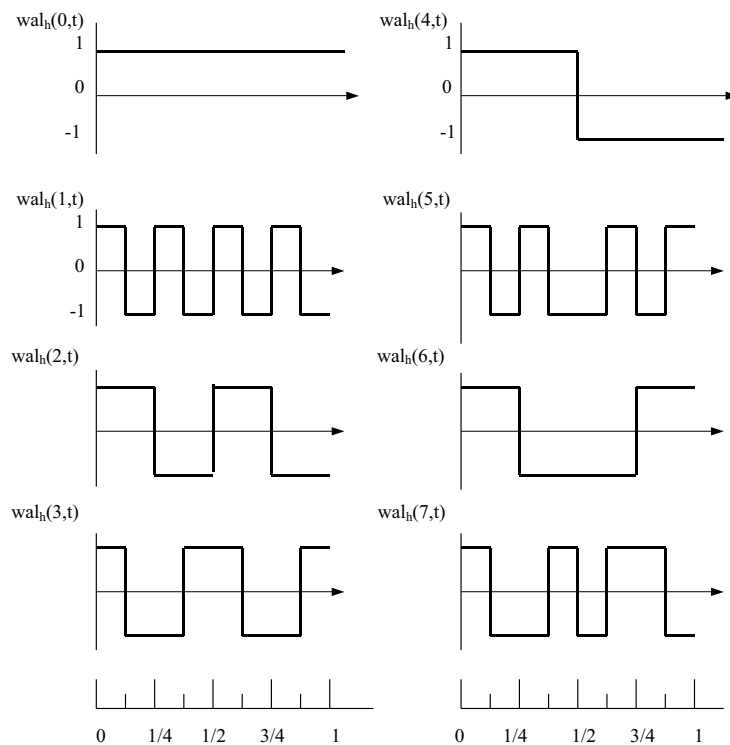 walₕ(0,t)
1
0
-1
walₕ(4,t)
1
0
-1
walₕ(1,t)
1
0
-1
walₕ(5,t)
walₕ(2,t)
walₕ(6,t)
walₕ(3,t)
walₕ(7,t)
0 1/4 1/2 3/4 1
0 1/4 1/2 3/4 1